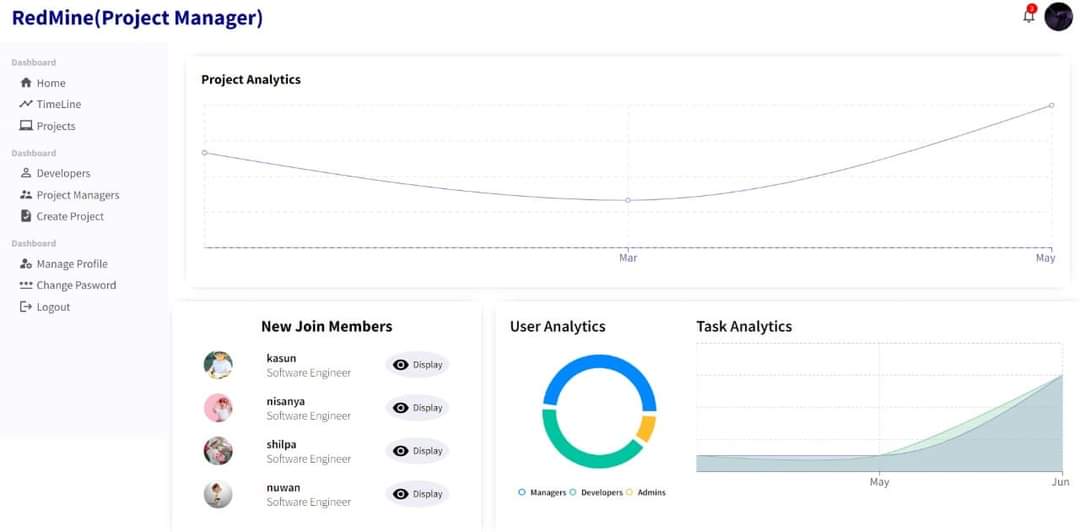 RedMine(Project Manager)
2
Dashboard
Home
TimeLine
Projects
Dashboard
Developers
Project Managers
Create Project
Dashboard
Manage Profile
Change Pasword
Logout
Project Analytics
Mar
May
New Join Members
kasun
Software Engineer
Display
nisanya
Software Engineer
Display
shilpa
Software Engineer
Display
nuwan
Software Engineer
Display
User Analytics
Managers Developers Admins
Task Analytics
May
Jun